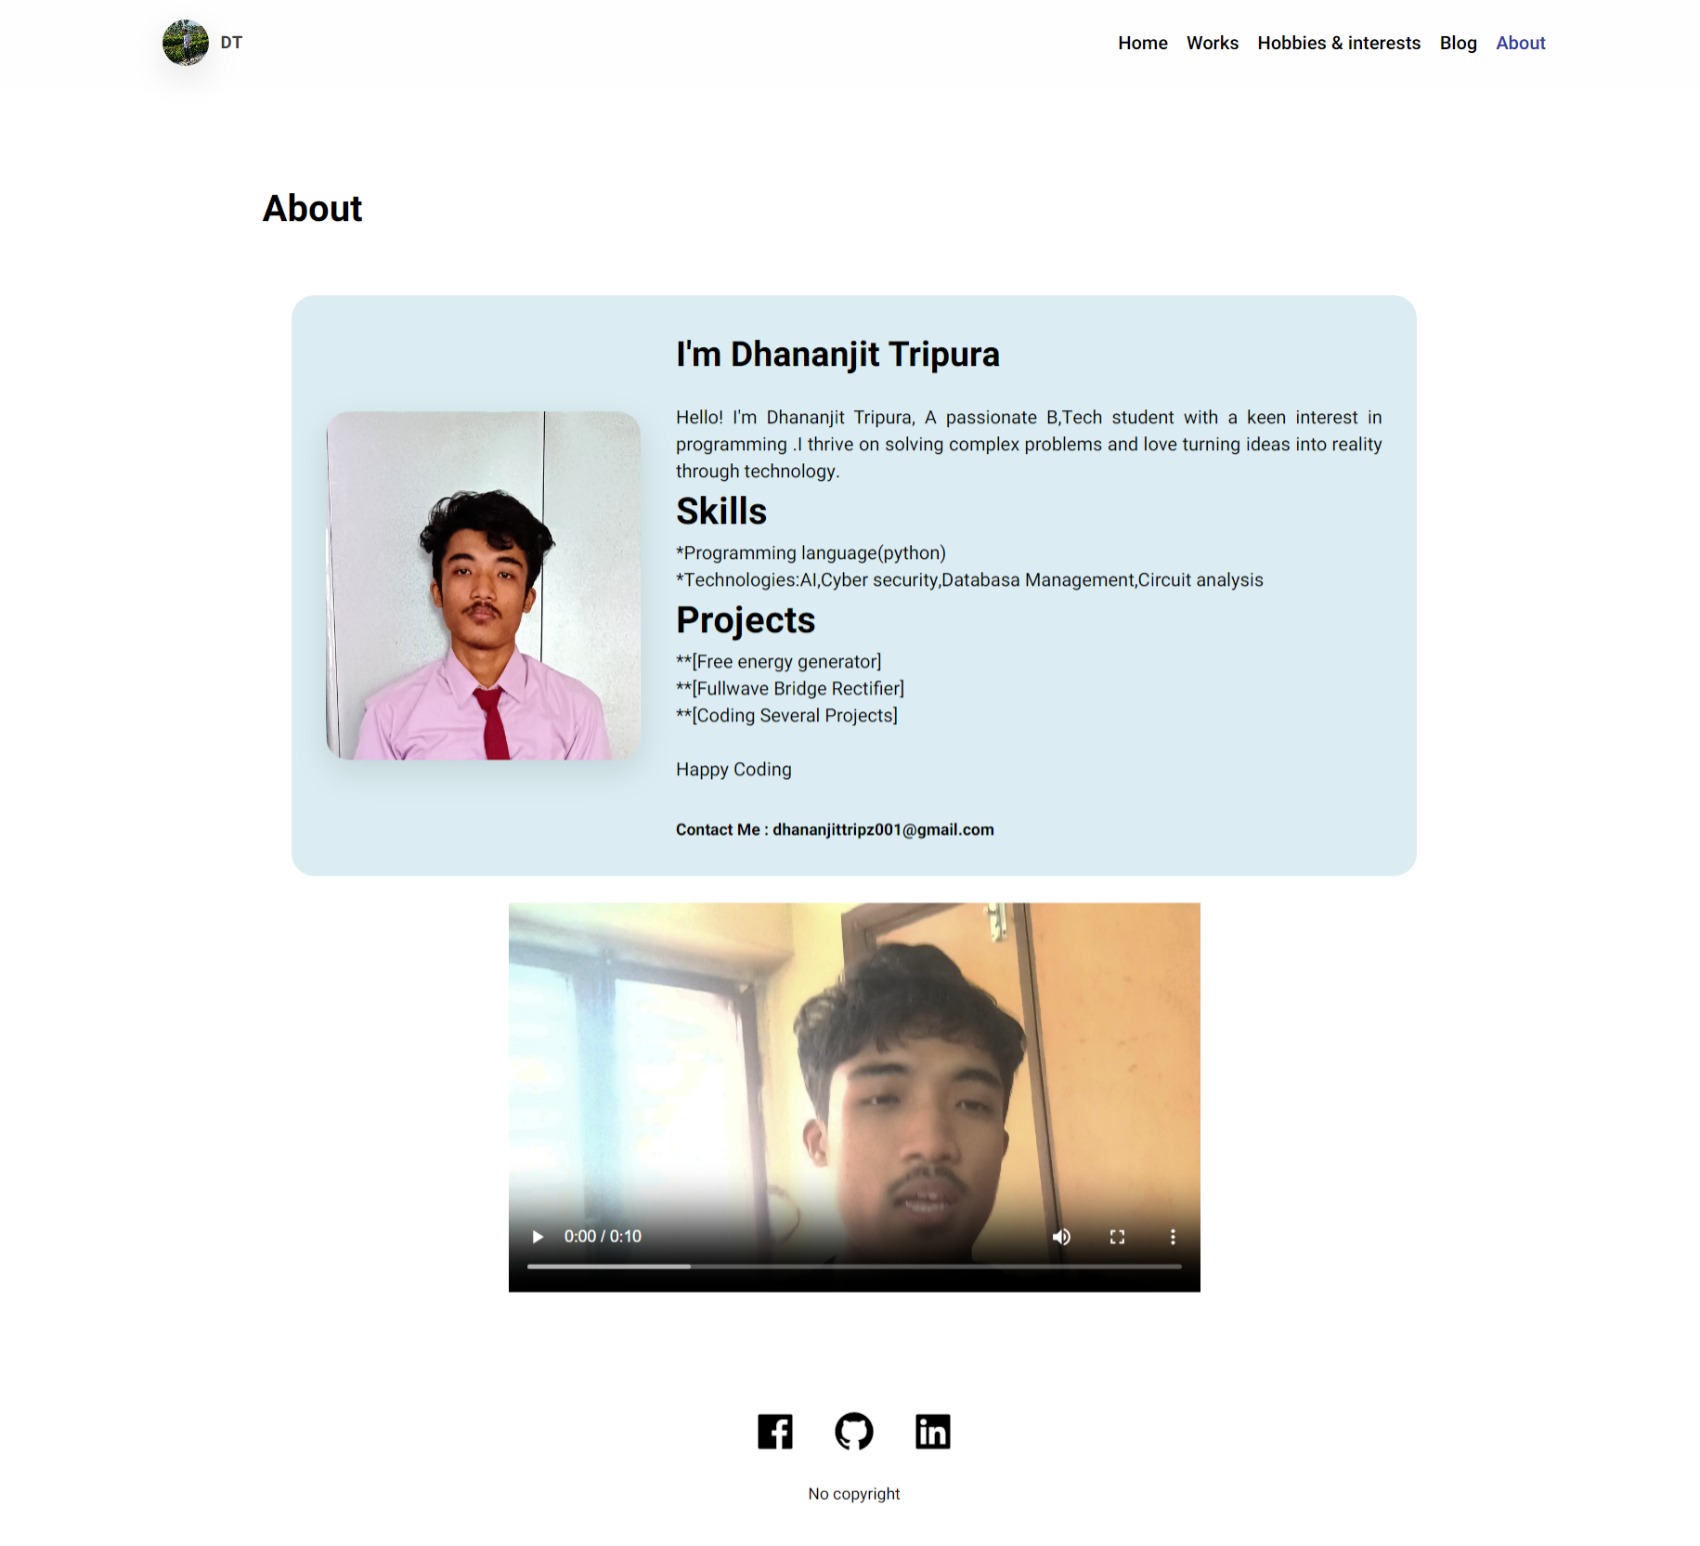 DT
Home Works Hobbies & interests Blog About
About
I'm Dhananjit Tripura
Hello! I'm Dhananjit Tripura, A passionate B,Tech student with a keen interest in
programming .I thrive on solving complex problems and love turning ideas into reality
through technology.
Skills
*Programming language(python)
*Technologies:AI,Cyber security,Databasa Management,Circuit analysis
Projects
**[Free energy generator]
**[Fullwave Bridge Rectifier]
**[Coding Several Projects]
Happy Coding
Contact Me : dhananjittripz001@gmail.com
0:00 / 0:10
No copyright